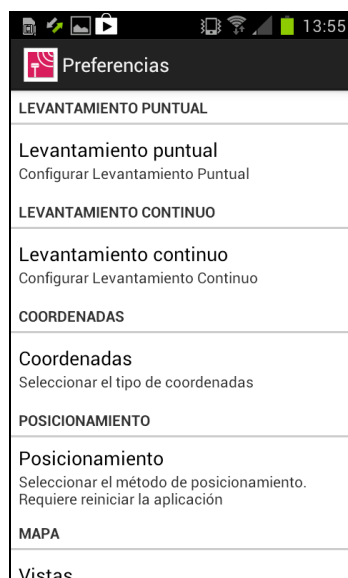 13:55
Preferencias
LEVANTAMIENTO PUNTUAL
Levantamiento puntual
Configurar Levantamiento Puntual
LEVANTAMIENTO CONTINUO
Levantamiento continuo
Configurar Levantamiento Continuo
COORDENADAS
Coordenadas
Seleccionar el tipo de coordenadas
POSICIONAMIENTO
Posicionamiento
Seleccionar el método de posicionamiento.
Requiere reiniciar la aplicación
MAPA
Vistas